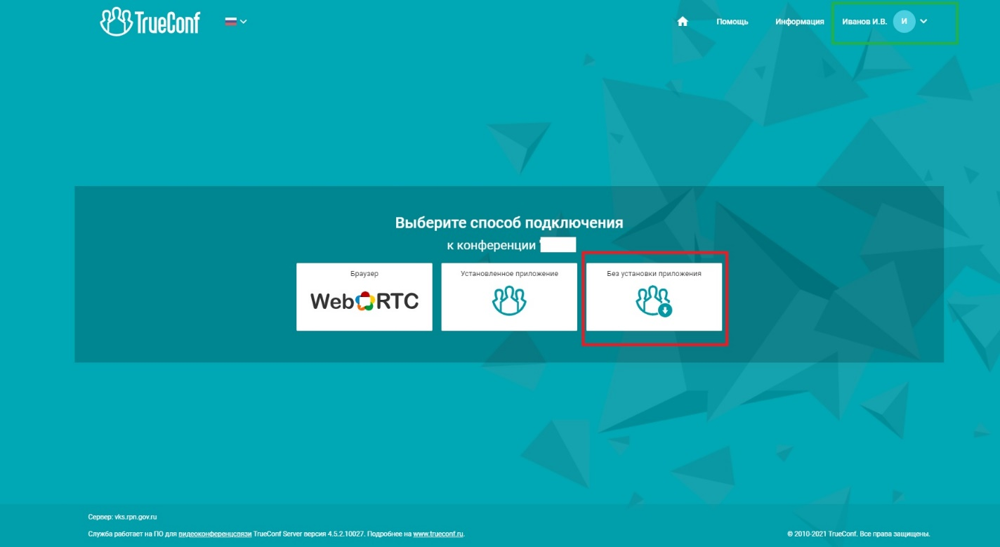 TrueConf
Помощь
Информация
Иванов И.В.
И
Выберите способ подключения
к конференции
Браузер
Установленное приложение
Без установки приложения
WebRTC
Сервер: vks.rpn.gov.ru
Служба работает на ПО для видеоконференцсвязи TrueConf Server версия 4.5.2.10027. Подробнее на www.trueconf.ru.
© 2010-2021 TrueConf. Все права защищены.